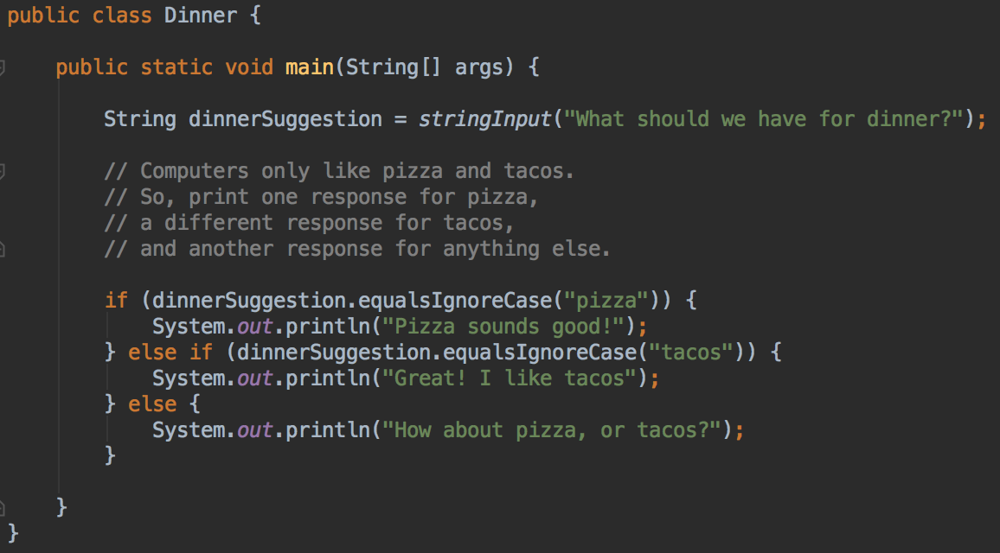 public class Dinner {
    public static void main(String[] args) {
        String dinnerSuggestion = stringInput("What should we have for dinner?");
        // Computers only like pizza and tacos.
        // So, print one response for pizza,
        // a different response for tacos,
        // and another response for anything else.
        if (dinnerSuggestion.equalsIgnoreCase("pizza")) {
            System.out.println("Pizza sounds good!");
        } else if (dinnerSuggestion.equalsIgnoreCase("tacos")) {
            System.out.println("Great! I like tacos");
        } else {
            System.out.println("How about pizza, or tacos?");
        }
    }
}